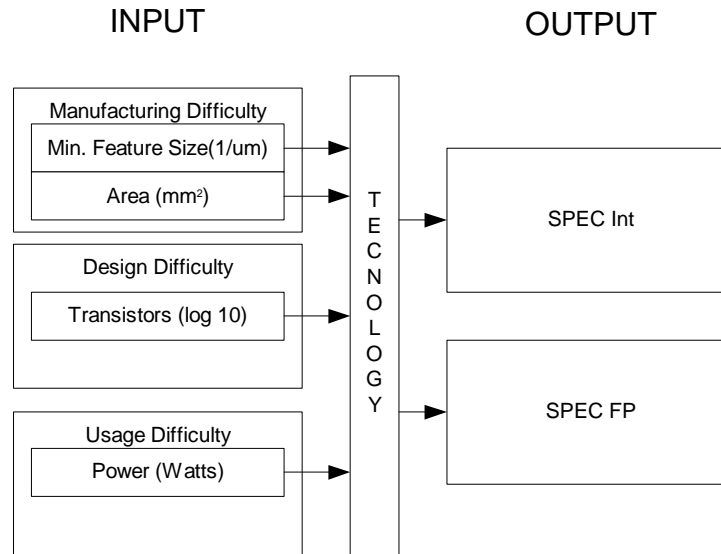 INPUT
OUTPUT
Manufacturing Difficulty
Min. Feature Size(1/um)
Area (mm²)
Design Difficulty
Transistors (log 10)
Usage Difficulty
Power (Watts)
T
E
C
N
O
L
O
G
Y
SPEC Int
SPEC FP